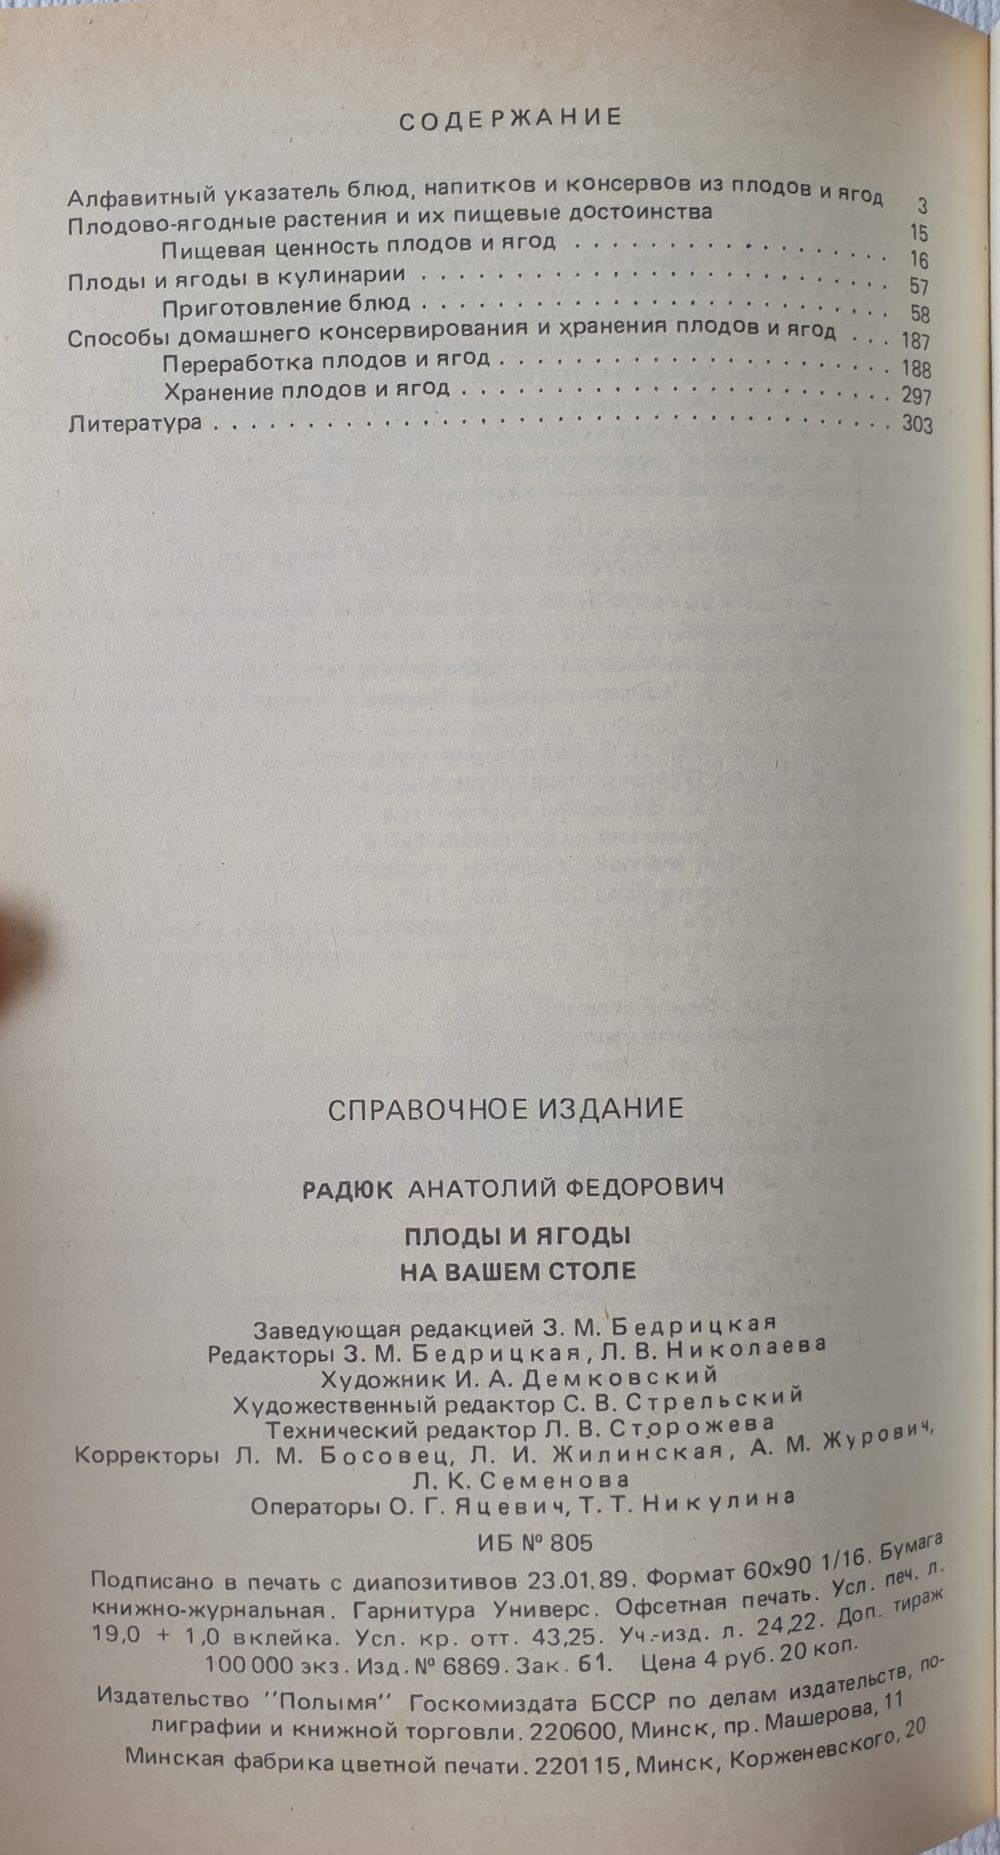 СОДЕРЖАНИЕ
Алфавитный указатель блюд, напитков и консервов из плодов и ягод 3
Плодово-ягодные растения и их пищевые достоинства 15
Пищевая ценность плодов и ягод . . . . . . . . . . . . . . . . . . . . 16
Плоды и ягоды в кулинарии . . . . . . . . . . . . . . . . . . . . . . . . . . . . . 57
Приготовление блюд . . . . . . . . . . . . . . . . . . . . . . . . . . . . . 58
Способы домашнего консервирования и хранения плодов и ягод . . . 187
Переработка плодов и ягод . . . . . . . . . . . . . . . . . . . . . . . . . 188
Хранение плодов и ягод . . . . . . . . . . . . . . . . . . . . . . . . . . . 297
Литература . . . . . . . . . . . . . . . . . . . . . . . . . . . . . . . . . . . . . . . . 303
СПРАВОЧНОЕ ИЗДАНИЕ
РАДЮК АНАТОЛИЙ ФЕДОРОВИЧ
ПЛОДЫ И ЯГОДЫ
НА ВАШЕМ СТОЛЕ
Заведующая редакцией З. М. Бедрицкая
Редакторы З. М. Бедрицкая, Л. В. Николаева
Художник И. А. Демковский
Художественный редактор С. В. Стрельский
Технический редактор Л. В. Сторожева
Корректоры Л. М. Босовец, Л. И. Жилинская, А. М. Журович,
Л. К. Семенова
Операторы О. Г. Яцевич, Т. Т. Никулина
ИБ № 805
Подписано в печать с диапозитивов 23.01.89. Формат 60х90 1/16. Бумага
книжно-журнальная. Гарнитура Универс. Офсетная печать. Усл. печ. л.
19,0 + 1,0 вклейка. Усл. кр. отт. 43,25. Уч.-изд. л. 24,22. Доп. тираж
100 000 экз. Изд. № 6869. Зак. 61. Цена 4 руб. 20 коп.
Издательство "Полымя" Госкомиздата БССР по делам издательств, по-
лиграфии и книжной торговли. 220600, Минск, пр. Машерова, 11
Минская фабрика цветной печати. 220115, Минск, Корженевского, 20